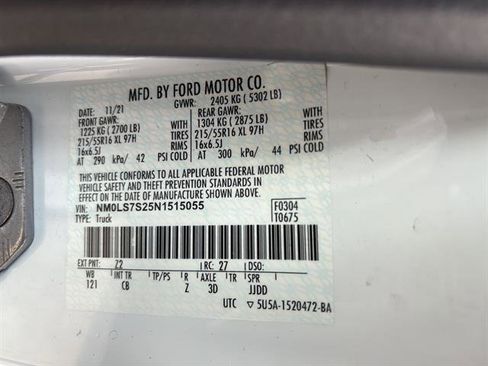 MFD. BY FORD MOTOR CO.
DATE: 11/21 GVWR: 2405 KG ( 5302 LB)
FRONT GAWR: REAR GAWR:
1225 KG ( 2700 LB) WITH 1304 KG ( 2875 LB) WITH
215/55R16 XL 97H TIRES 215/55R16 XL 97H TIRES
16x6.5J RIMS 16x6.5J RIMS
AT 290 kPa/ 42 PSI COLD AT 300 kPa/ 44 PSI COLD
THIS VEHICLE CONFORMS TO ALL APPLICABLE FEDERAL MOTOR
VEHICLE SAFETY AND BUMPER STANDARDS IN
EFFECT ON THE DATE OF MANUFACTURE SHOWN ABOVE.
VIN: NM0LS7S25N1515055 F0304
TYPE: Truck T0675
EXT PNT: Z2 RC: 27 DSO:
WB INT TR TP/PS R AXLE TR SPR
121 CB Z 3D JJDD
UTC ▽ 5U5A-1520472-BA